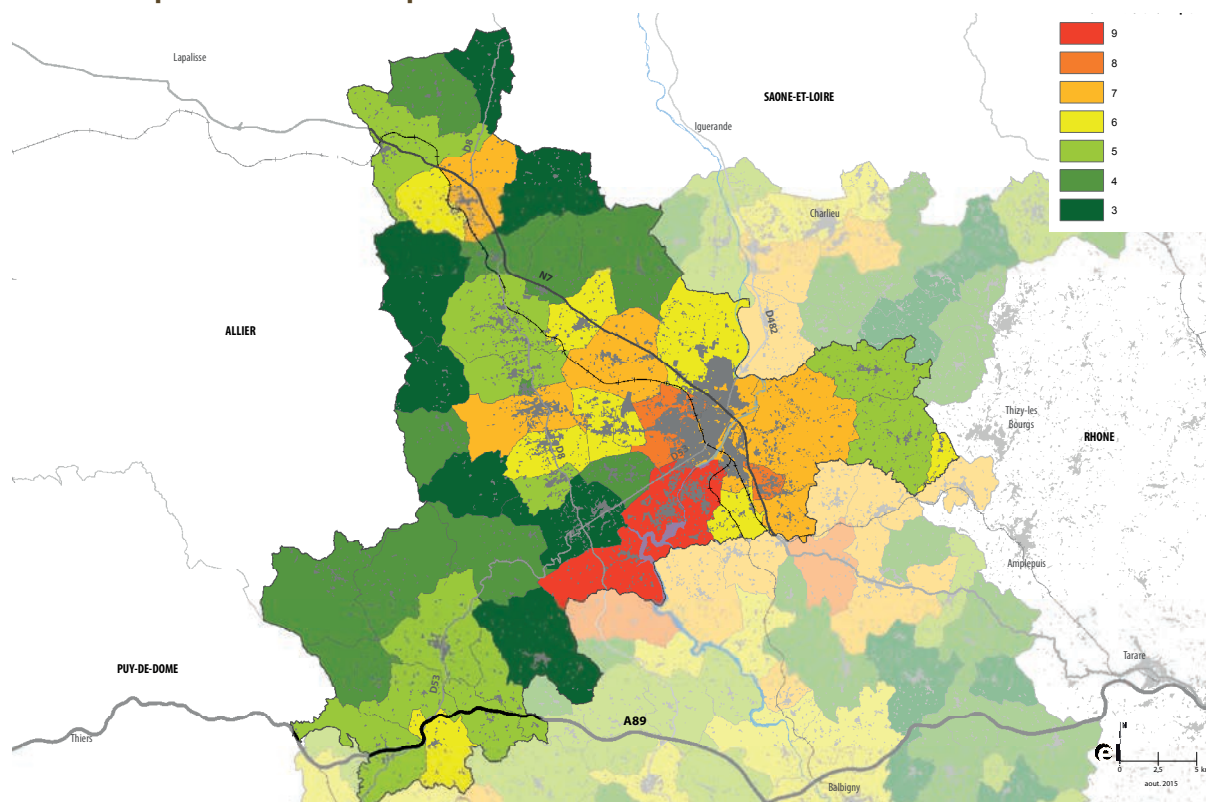 Lapalisse
SAONE-ET-LOIRE
Iguerande
Charlieu
D8
N7
D482
ALLIER
Thizy-les
Bourgs
RHONE
D8
Amplepuis
Tarare
PUY-DE-DOME
D53
A89
Thiers
Balbigny
9
8
7
6
5
4
3
N
0
2,5
5
aout. 2015